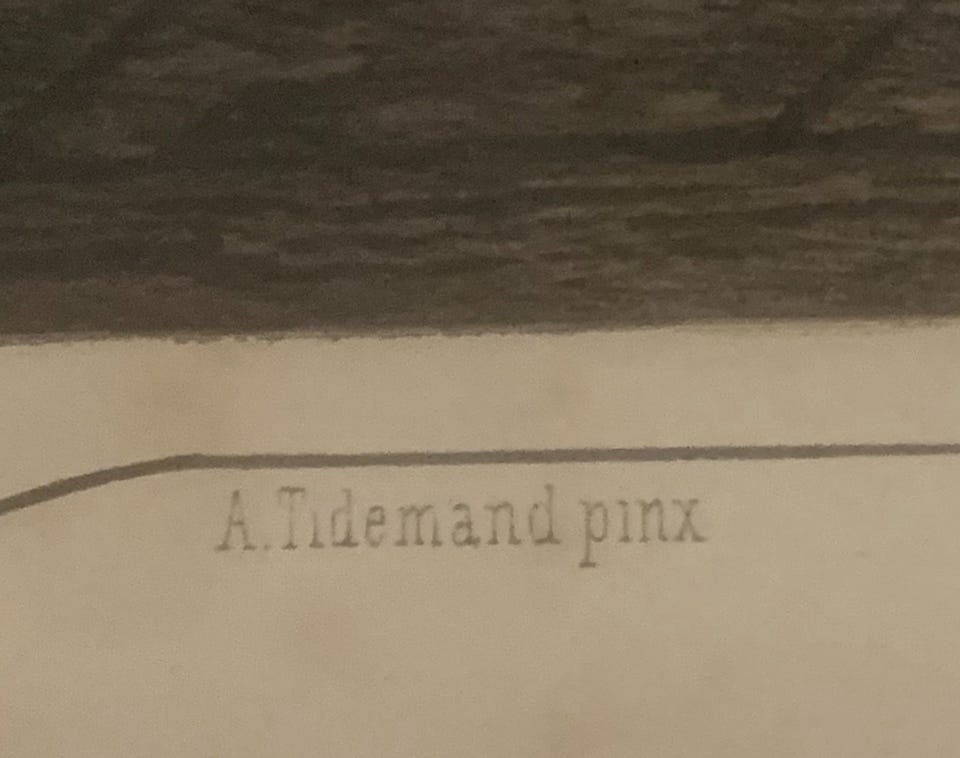 A. Tidemand pinx